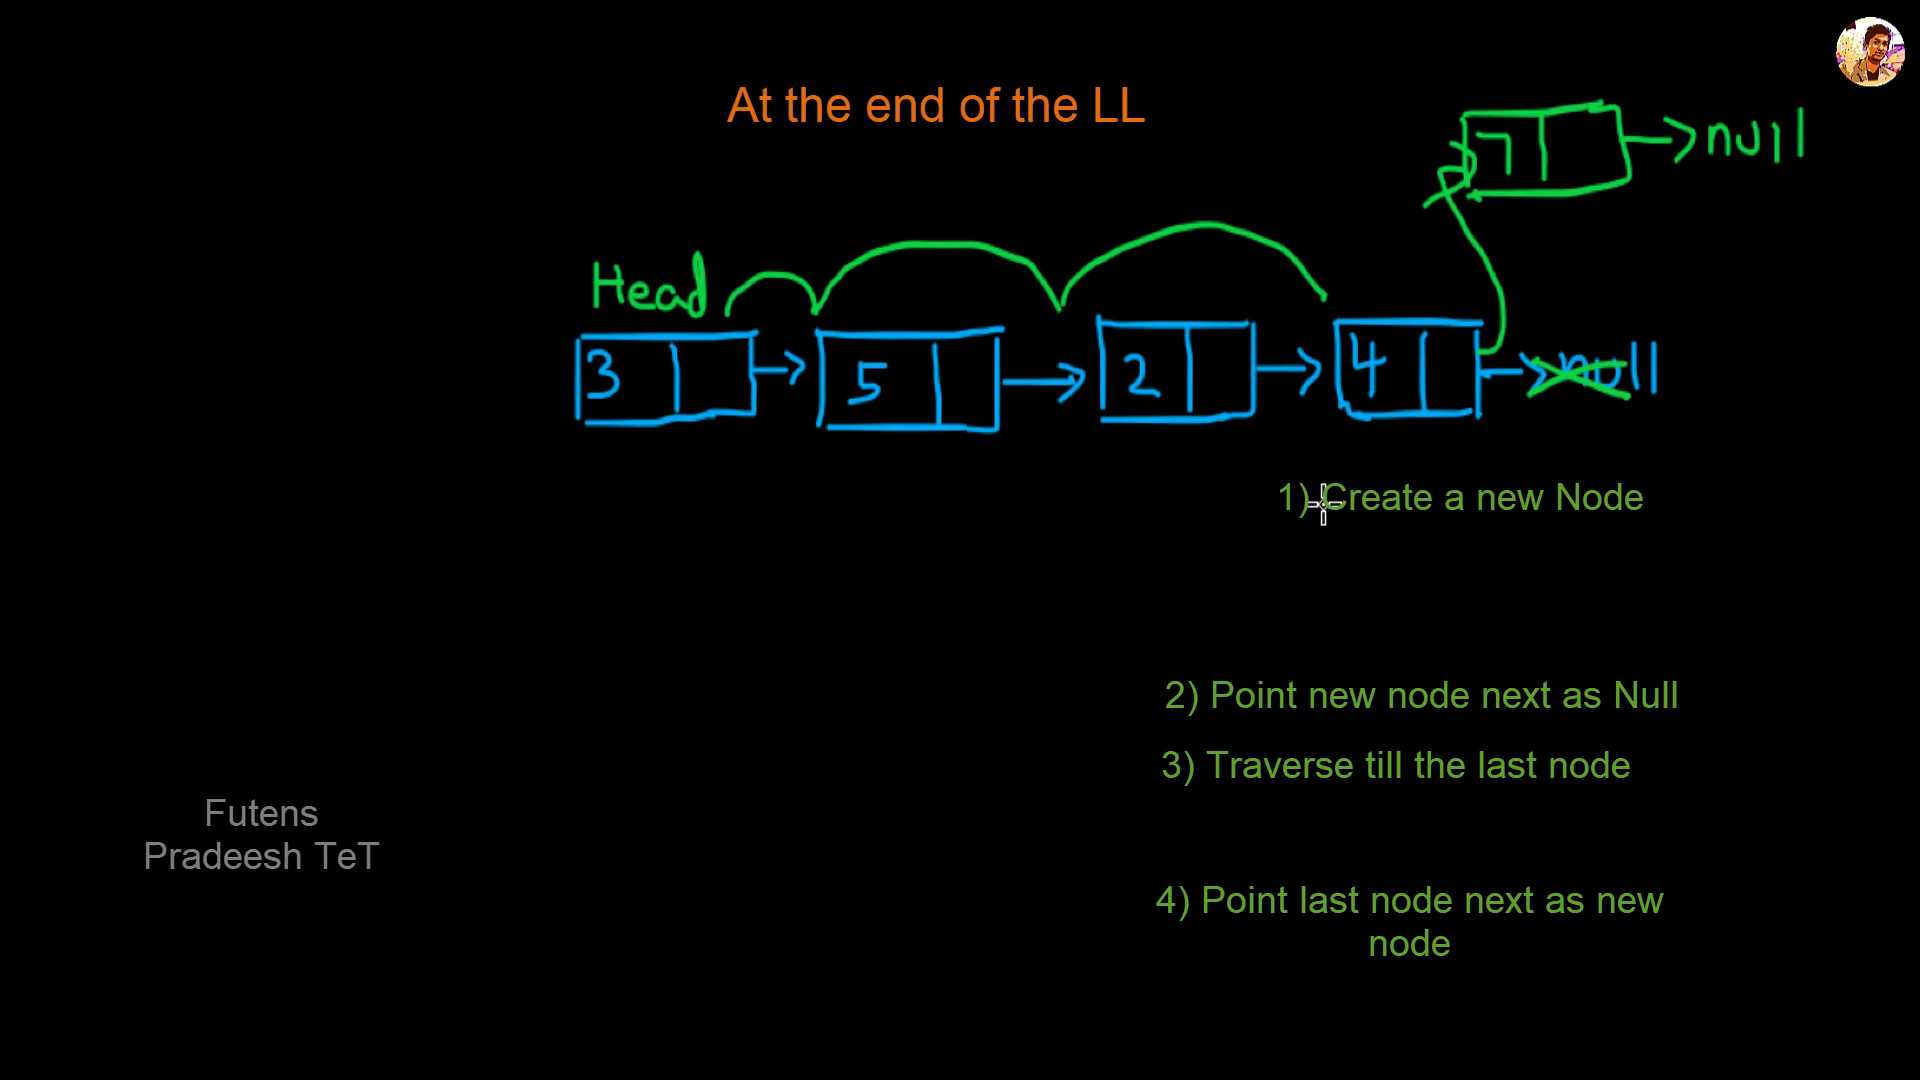 At the end of the LL
7 null
Head
3 5 2 4 null
1) Create a new Node
2) Point new node next as Null
3) Traverse till the last node
4) Point last node next as new
node
Futens
Pradeesh TeT